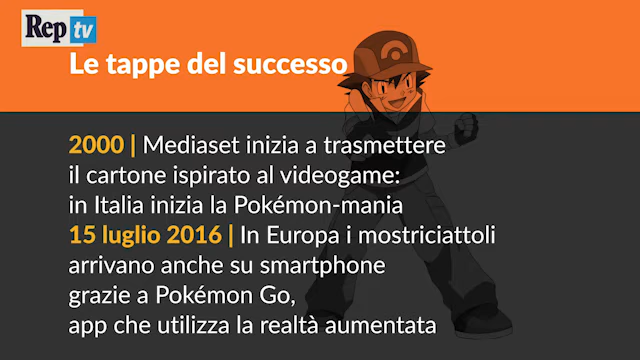 Rep tv
Le tappe del successo
2000 | Mediaset inizia a trasmettere
il cartone ispirato al videogame:
in Italia inizia la Pokémon-mania
15 luglio 2016 | In Europa i mostriciattoli
arrivano anche su smartphone
grazie a Pokémon Go,
app che utilizza la realtà aumentata